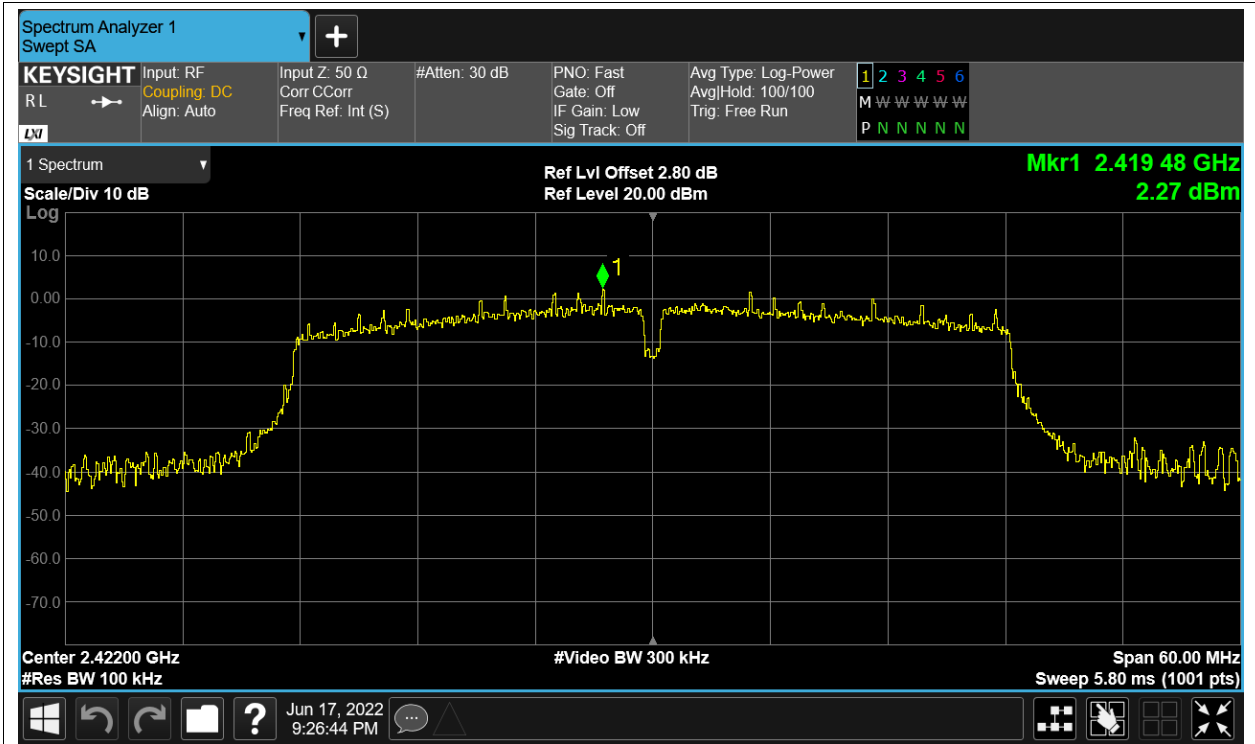 Spectrum Analyzer 1
Swept SA
KEYSIGHT
R L
LXI
Input: RF
Coupling: DC
Align: Auto
Input Z: 50 Ω
Corr CCorr
Freq Ref: Int (S)
#Atten: 30 dB
PNO: Fast
Gate: Off
IF Gain: Low
Sig Track: Off
Avg Type: Log-Power
Avg|Hold: 100/100
Trig: Free Run
1 2 3 4 5 6
M W W W W W
P N N N N N
1 Spectrum
Scale/Div 10 dB
Log
Ref Lvl Offset 2.80 dB
Ref Level 20.00 dBm
Mkr1 2.419 48 GHz
2.27 dBm
1
10.0
0.00
-10.0
-20.0
-30.0
-40.0
-50.0
-60.0
-70.0
Center 2.42200 GHz
#Res BW 100 kHz
#Video BW 300 kHz
Span 60.00 MHz
Sweep 5.80 ms (1001 pts)
?
Jun 17, 2022
9:26:44 PM